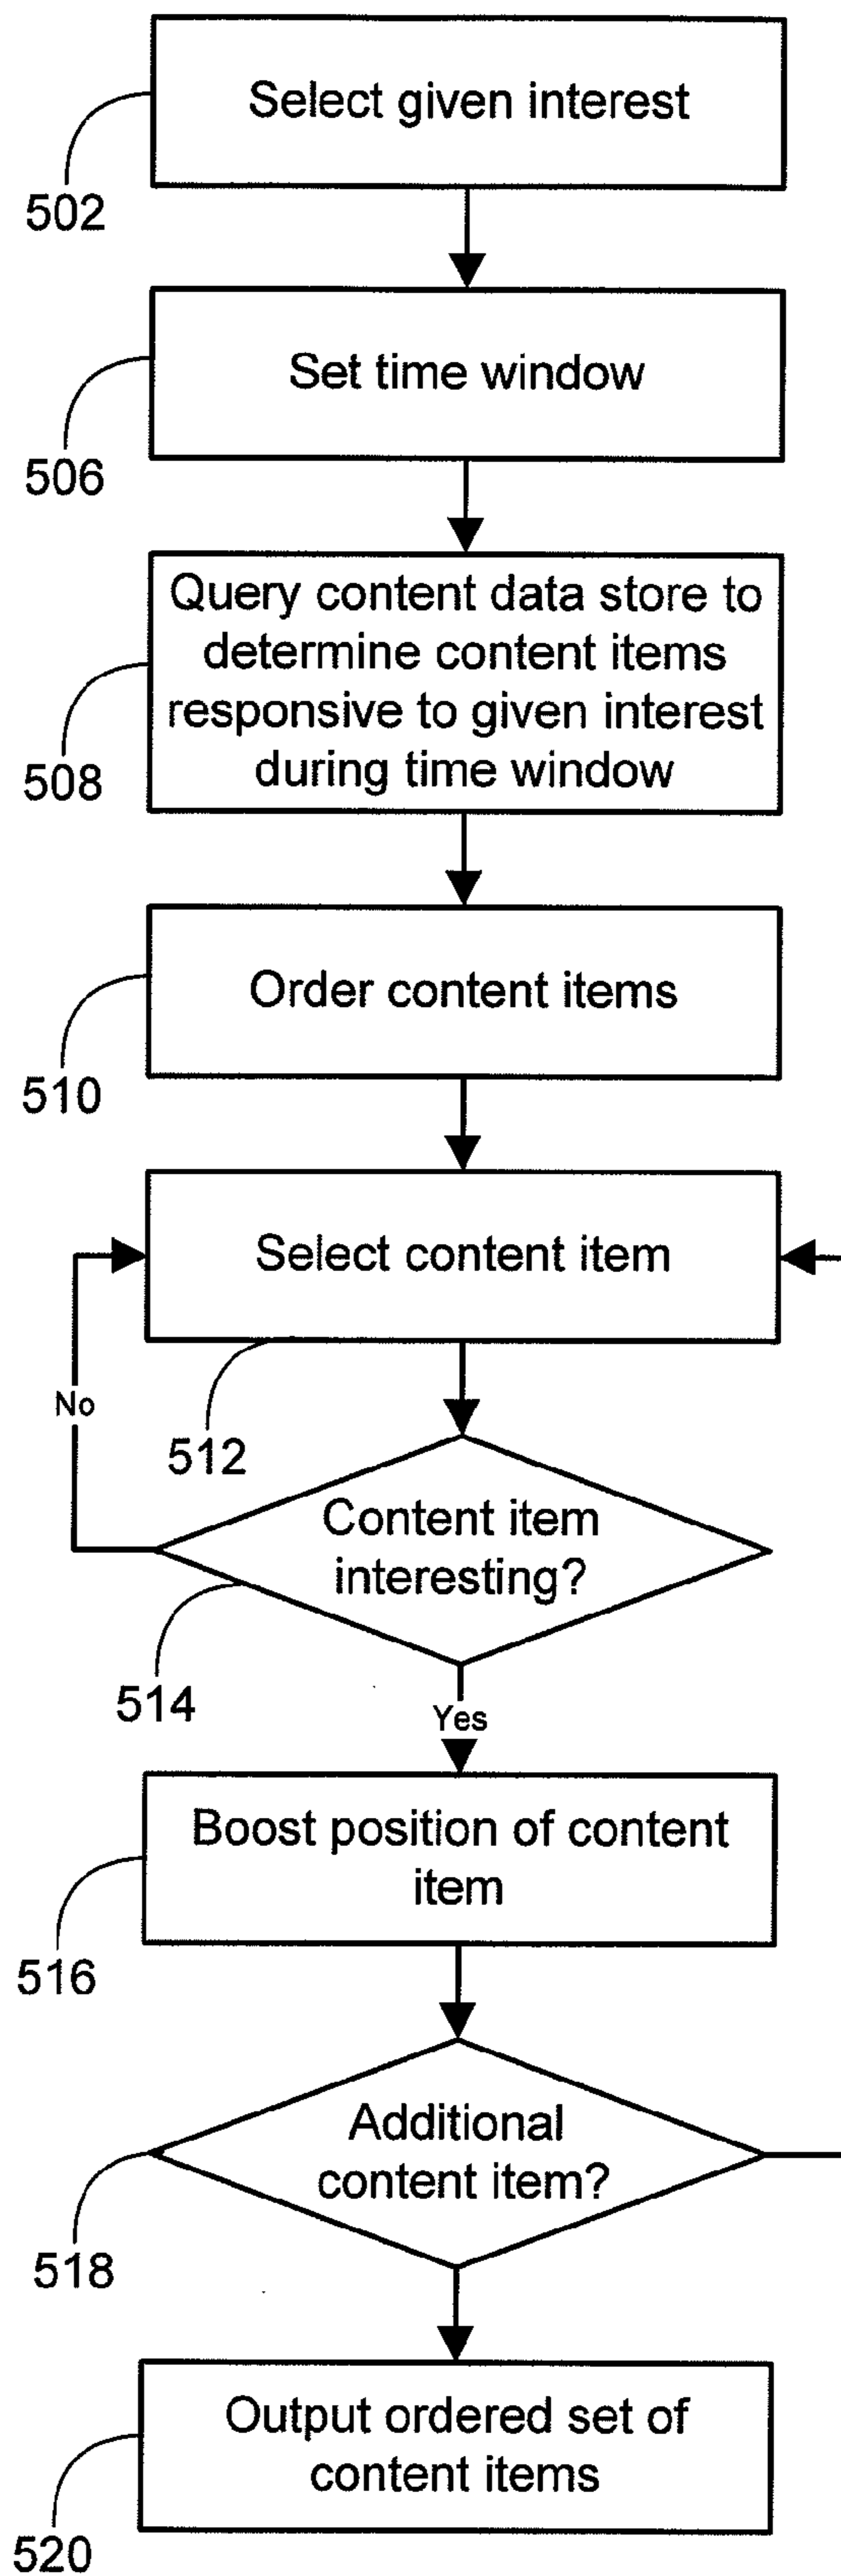 Select given interest
502
Set time window
506
Query content data store to
determine content items
responsive to given interest
during time window
508
Order content items
510
Select content item
No
512
Content item
interesting?
514
Yes
Boost position of content
item
516
Additional
content item?
518
Output ordered set of
content items
520